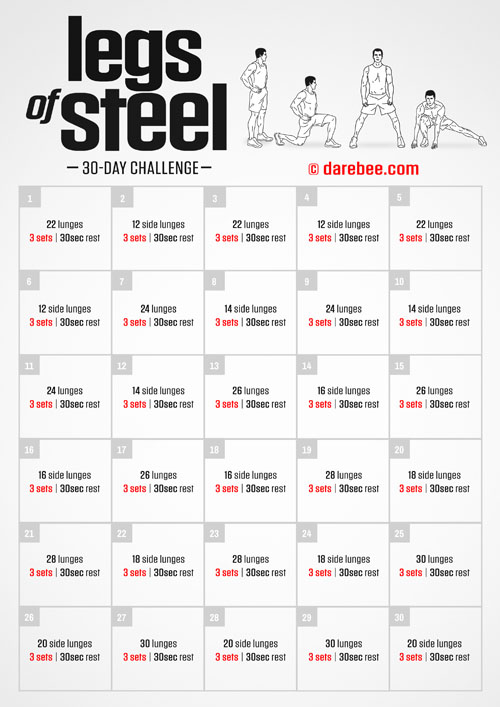 legs
of steel
— 30-DAY CHALLENGE —
© darebee.com
1
22 lunges
3 sets | 30sec rest
2
12 side lunges
3 sets | 30sec rest
3
22 lunges
3 sets | 30sec rest
4
12 side lunges
3 sets | 30sec rest
5
22 lunges
3 sets | 30sec rest
6
12 side lunges
3 sets | 30sec rest
7
24 lunges
3 sets | 30sec rest
8
14 side lunges
3 sets | 30sec rest
9
24 lunges
3 sets | 30sec rest
10
14 side lunges
3 sets | 30sec rest
11
24 lunges
3 sets | 30sec rest
12
14 side lunges
3 sets | 30sec rest
13
26 lunges
3 sets | 30sec rest
14
16 side lunges
3 sets | 30sec rest
15
26 lunges
3 sets | 30sec rest
16
16 side lunges
3 sets | 30sec rest
17
26 lunges
3 sets | 30sec rest
18
16 side lunges
3 sets | 30sec rest
19
28 lunges
3 sets | 30sec rest
20
18 side lunges
3 sets | 30sec rest
21
28 lunges
3 sets | 30sec rest
22
18 side lunges
3 sets | 30sec rest
23
28 lunges
3 sets | 30sec rest
24
18 side lunges
3 sets | 30sec rest
25
30 lunges
3 sets | 30sec rest
26
20 side lunges
3 sets | 30sec rest
27
30 lunges
3 sets | 30sec rest
28
20 side lunges
3 sets | 30sec rest
29
30 lunges
3 sets | 30sec rest
30
20 side lunges
3 sets | 30sec rest